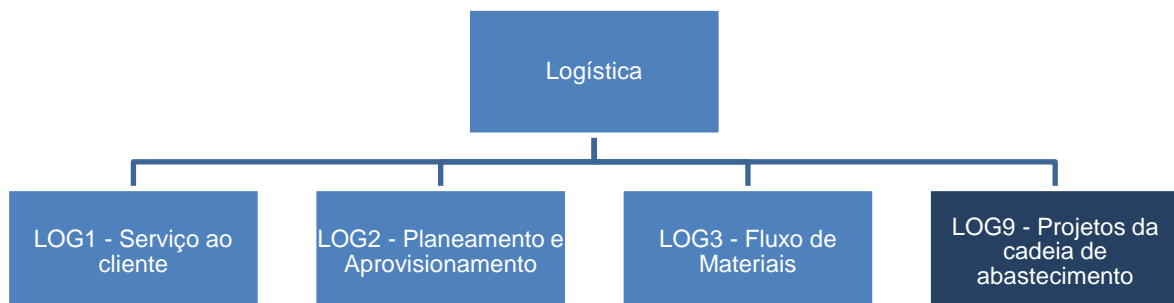 Logística
LOG1 - Serviço ao
cliente
LOG2 - Planeamento e
Aprovisionamento
LOG3 - Fluxo de
Materiais
LOG9 - Projetos da
cadeia de
abastecimento